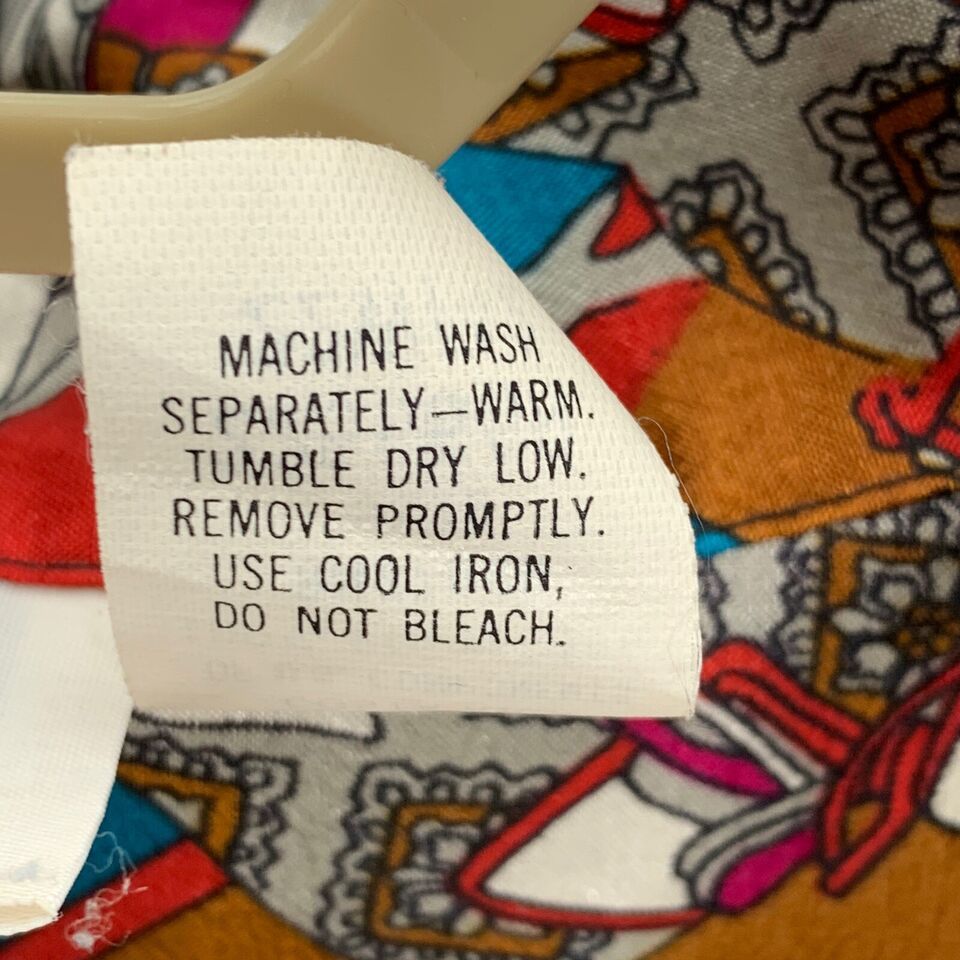 MACHINE WASH
SEPARATELY—WARM.
TUMBLE DRY LOW.
REMOVE PROMPTLY.
USE COOL IRON,
DO NOT BLEACH.